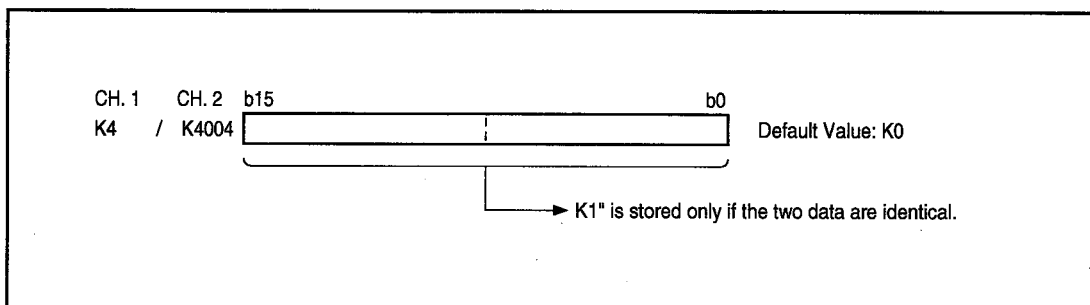 CH. 1 CH. 2 b15 b0
K4 / K4004 Default Value: K0
K1" is stored only if the two data are identical.